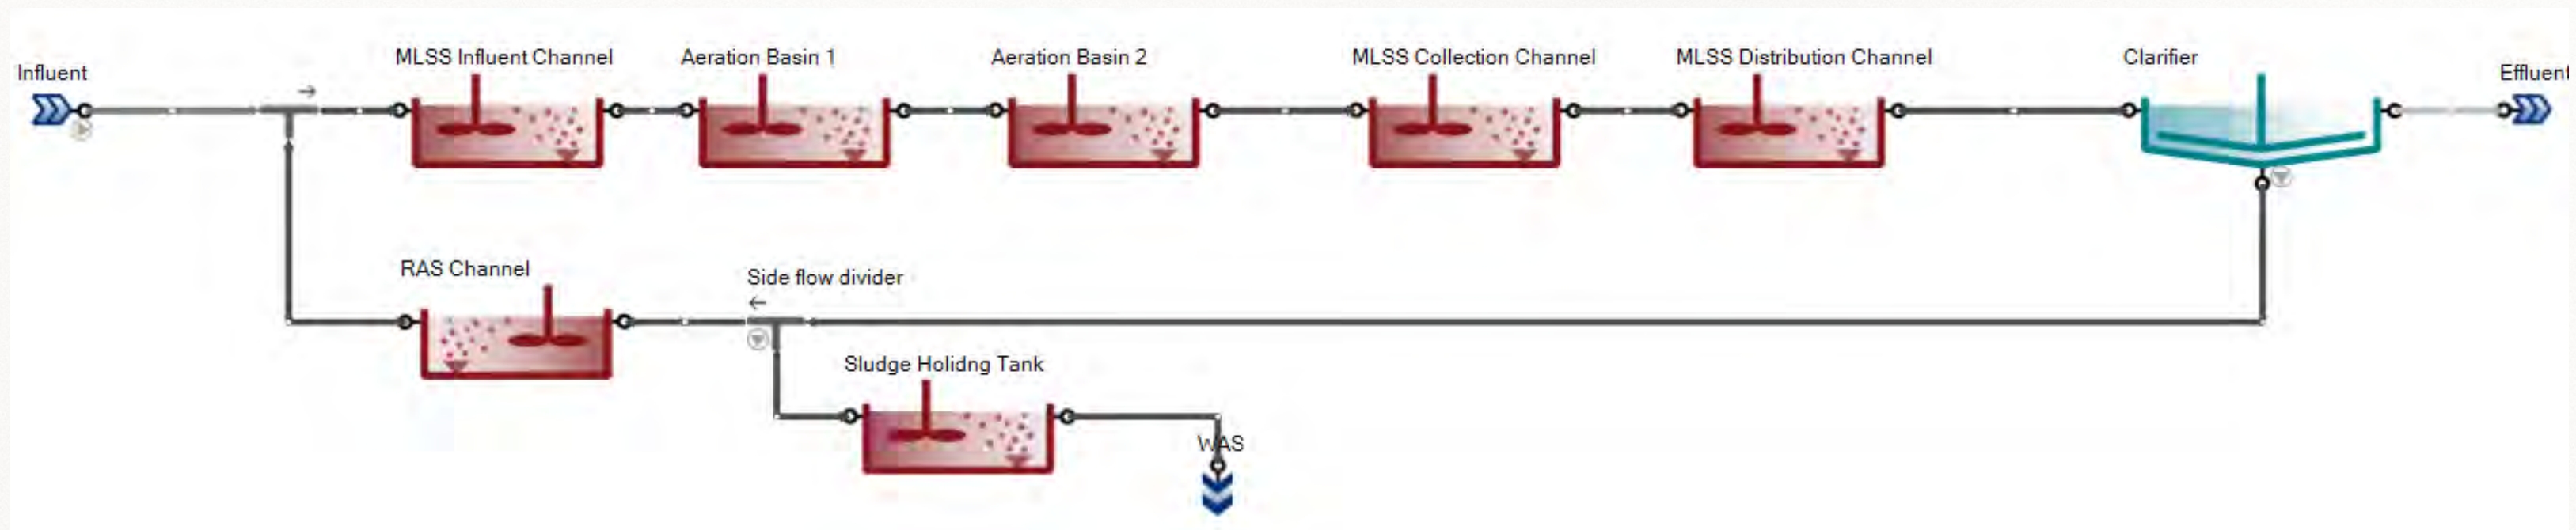 Influent
MLSS Influent Channel
Aeration Basin 1
Aeration Basin 2
MLSS Collection Channel
MLSS Distribution Channel
Clarifier
Effluent
RAS Channel
Side flow divider
Sludge Holidng Tank
WAS